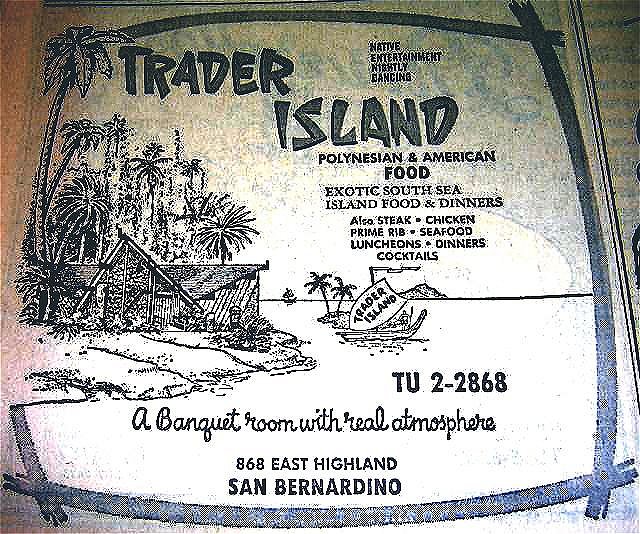 TRADER
ISLAND
NATIVE
ENTERTAINMENT
NIGHTLY
DANCING
POLYNESIAN & AMERICAN
FOOD
EXOTIC SOUTH SEA
ISLAND FOOD & DINNERS
Also STEAK • CHICKEN
PRIME RIB • SEAFOOD
LUNCHEONS • DINNERS
COCKTAILS
TRADER
ISLAND
TU 2-2868
A Banquet room with real atmosphere
868 EAST HIGHLAND
SAN BERNARDINO